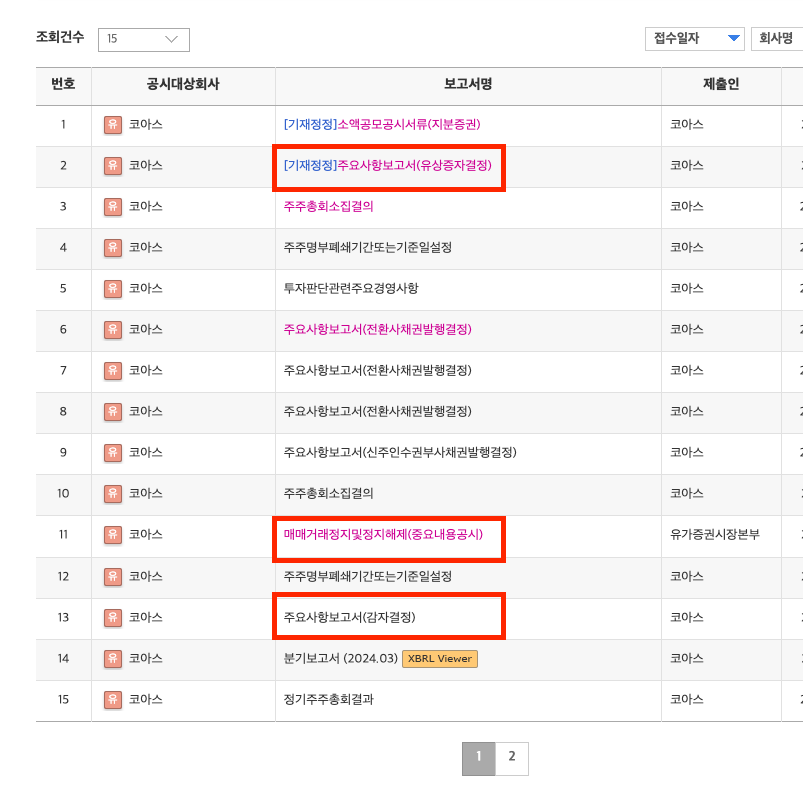 조회건수 15 접수일자 회사명
번호 공시대상회사 보고서명 제출인
1 유 코아스 [기재정정]소액공모공시서류(지분증권) 코아스
2 유 코아스 [기재정정]주요사항보고서(유상증자결정) 코아스
3 유 코아스 주주총회소집결의 코아스
4 유 코아스 주주명부폐쇄기간또는기준일설정 코아스
5 유 코아스 투자판단관련주요경영사항 코아스
6 유 코아스 주요사항보고서(전환사채권발행결정) 코아스
7 유 코아스 주요사항보고서(전환사채권발행결정) 코아스
8 유 코아스 주요사항보고서(전환사채권발행결정) 코아스
9 유 코아스 주요사항보고서(신주인수권부사채권발행결정) 코아스
10 유 코아스 주주총회소집결의 코아스
11 유 코아스 매매거래정지및정지해제(중요내용공시) 유가증권시장본부
12 유 코아스 주주명부폐쇄기간또는기준일설정 코아스
13 유 코아스 주요사항보고서(감자결정) 코아스
14 유 코아스 분기보고서 (2024.03) XBRL Viewer 코아스
15 유 코아스 정기주주총회결과 코아스
1 2